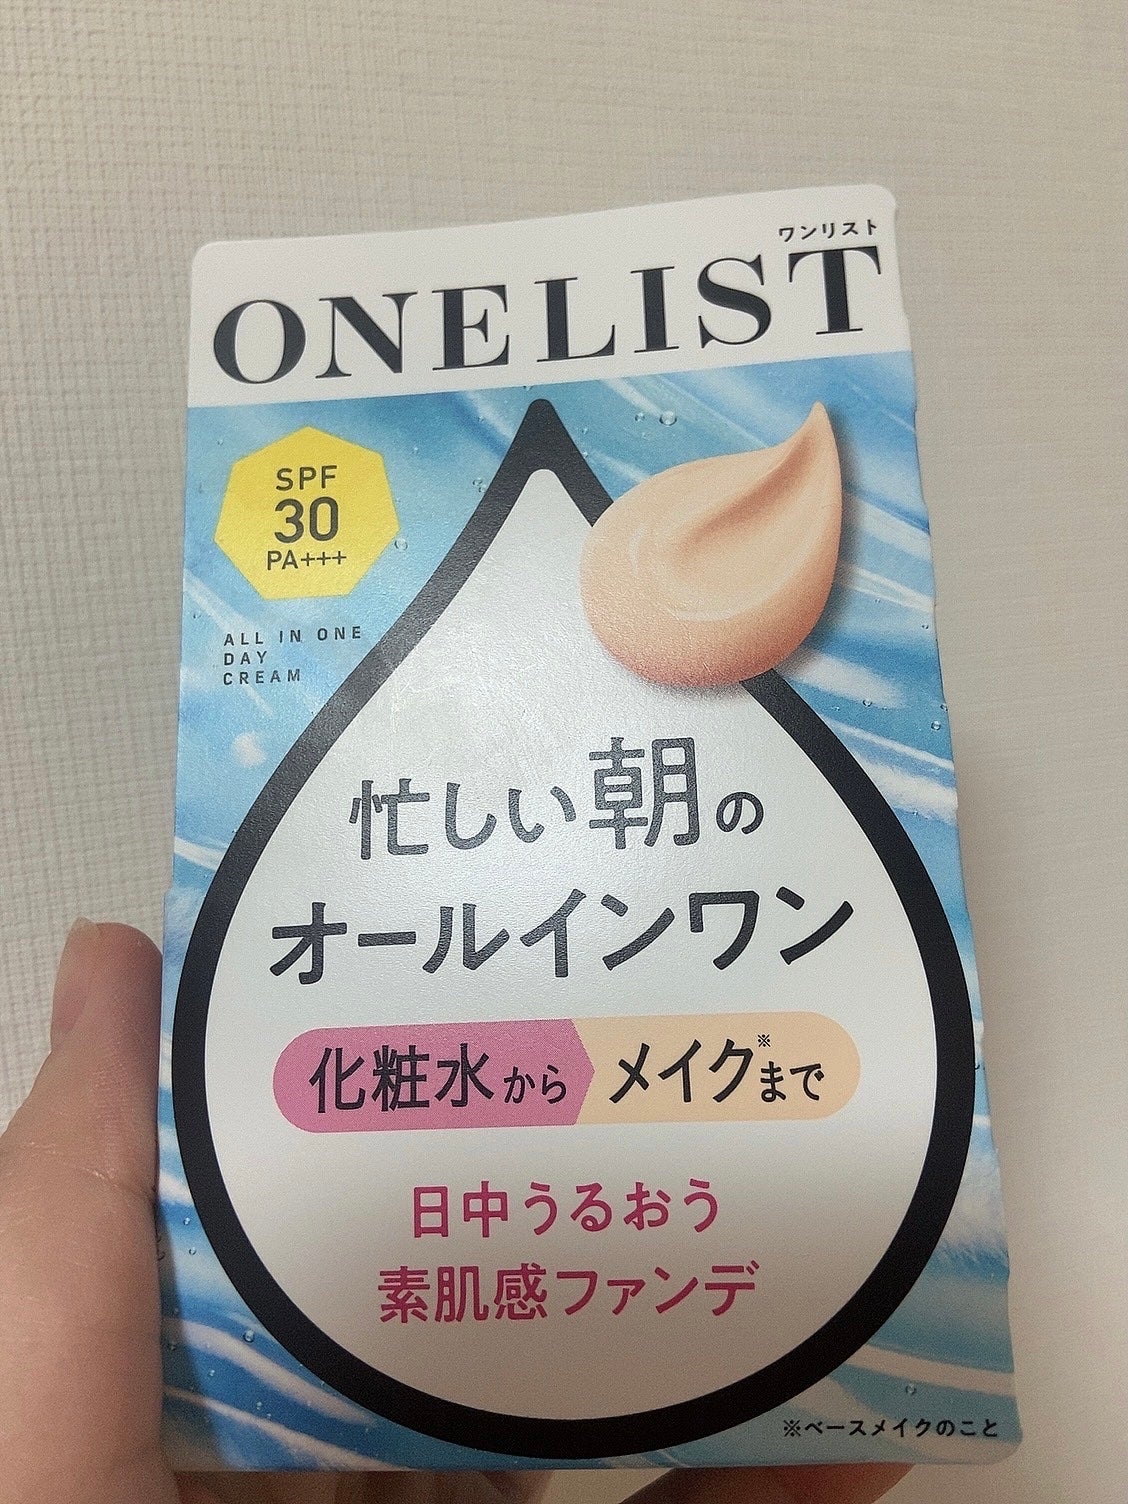 ワンリスト
ONELIST
SPF
30
PA+++
ALL IN ONE
DAY
CREAM
忙しい朝の
オールインワン
化粧水から メイク※まで
日中うるおう
素肌感ファンデ
※ベースメイクのこと